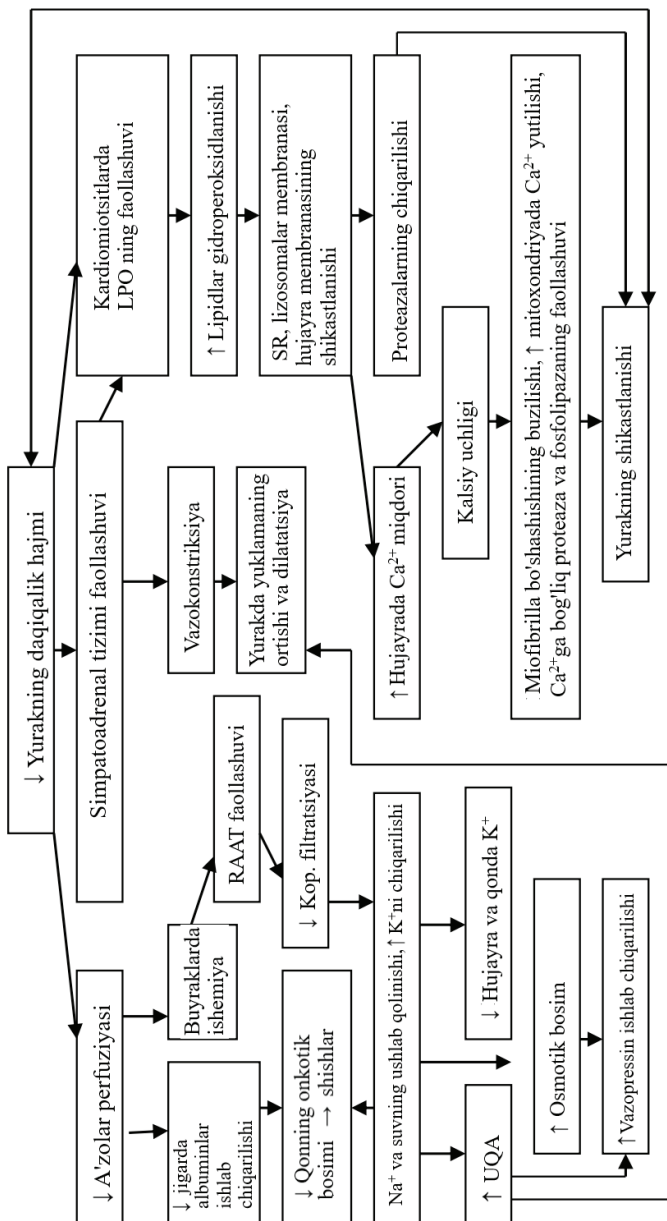 ↓ Yurakning daqiqalik hajmi
↓ A'zolar perfuziyasi
Simpatoadrenal tizimi faollashuvi
Kardiomiotsitlarda
LPO ning faollashuvi
↓ jigarda
albuminlar
ishlab
chiqarilishi
Buyraklarda
ishemiya
RAAT faollashuvi
↓ Kop. filtratsiyasi
Vazokonstriksiya
Yurakda yuklamaning
ortishi va dilatatsiya
↑ Lipidlar gidroperoksidlanishi
SR, lizosomalar membranasi,
hujayra membranasining
shikastlanishi
↓ Qonning onkotik
bosimi → shishlar
Na⁺ va suvning ushlab qolinishi,↑ K⁺ni chiqarilishi
↑ Hujayrada Ca²⁺ miqdori
Proteazalarning chiqarilishi
↑ UQA
↓ Hujayra va qonda K⁺
Kalsiy uchligi
↑ Osmotik bosim
↑Vazopressin ishlab chiqarilishi
Miofibrilla bo'shashishining buzilishi, ↑ mitoxondriyada Ca²⁺ yutilishi,
Ca²⁺ga bog'liq proteaza va fosfolipazaning faollashuvi
Yurakning shikastlanishi